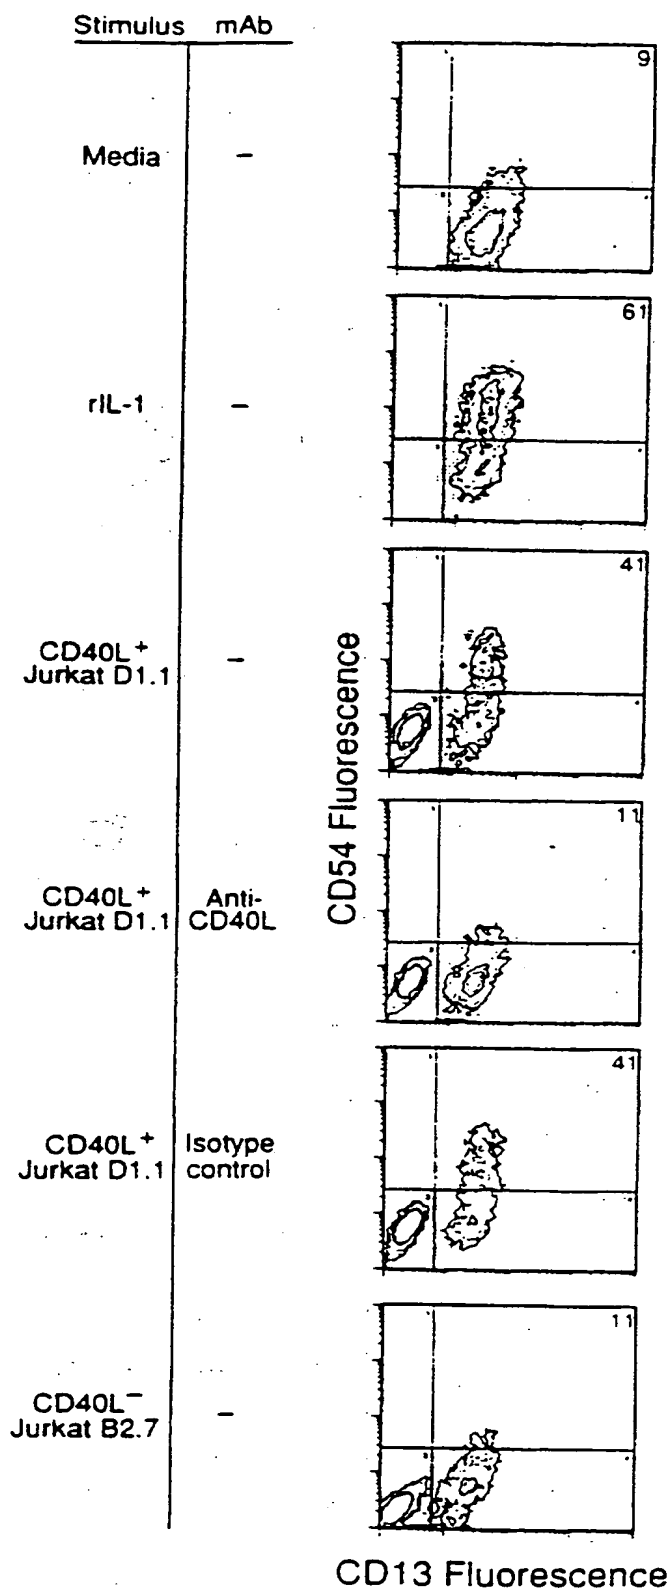 Stimulus mAb
9
Media –
61
rIL-1 –
41
CD40L+
Jurkat D1.1 –
11
CD40L+ Anti-
Jurkat D1.1 CD40L
41
CD40L+ Isotype
Jurkat D1.1 control
11
CD40L–
Jurkat B2.7 –
CD54 Fluorescence
CD13 Fluorescence